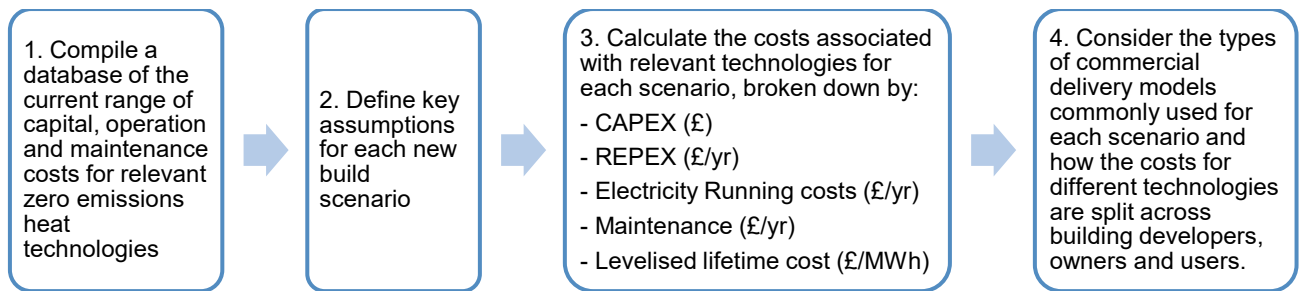 1. Compile a
database of the
current range of
capital, operation
and maintenance
costs for relevant
zero emissions
heat
technologies
2. Define key
assumptions
for each new
build
scenario
3. Calculate the costs associated
with relevant technologies for
each scenario, broken down by:
- CAPEX (£)
- REPEX (£/yr)
- Electricity Running costs (£/yr)
- Maintenance (£/yr)
- Levelised lifetime cost (£/MWh)
4. Consider the types
of commercial
delivery models
commonly used for
each scenario and
how the costs for
different technologies
are split across
building developers,
owners and users.